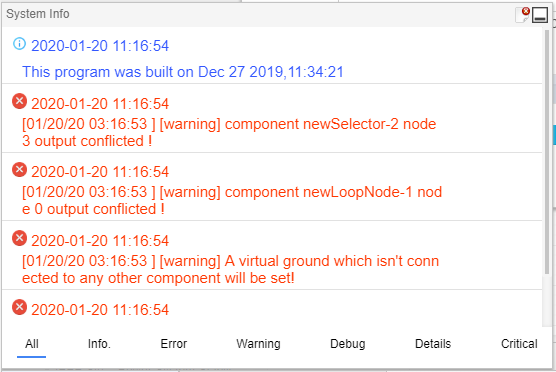 System Info
2020-01-20 11:16:54
This program was built on Dec 27 2019,11:34:21
2020-01-20 11:16:54
[01/20/20 03:16:53 ] [warning] component newSelector-2 node
3 output conflicted !
2020-01-20 11:16:54
[01/20/20 03:16:53 ] [warning] component newLoopNode-1 nod
e 0 output conflicted !
2020-01-20 11:16:54
[01/20/20 03:16:53 ] [warning] A virtual ground which isn't conn
ected to any other component will be set!
2020-01-20 11:16:54
All Info. Error Warning Debug Details Critical